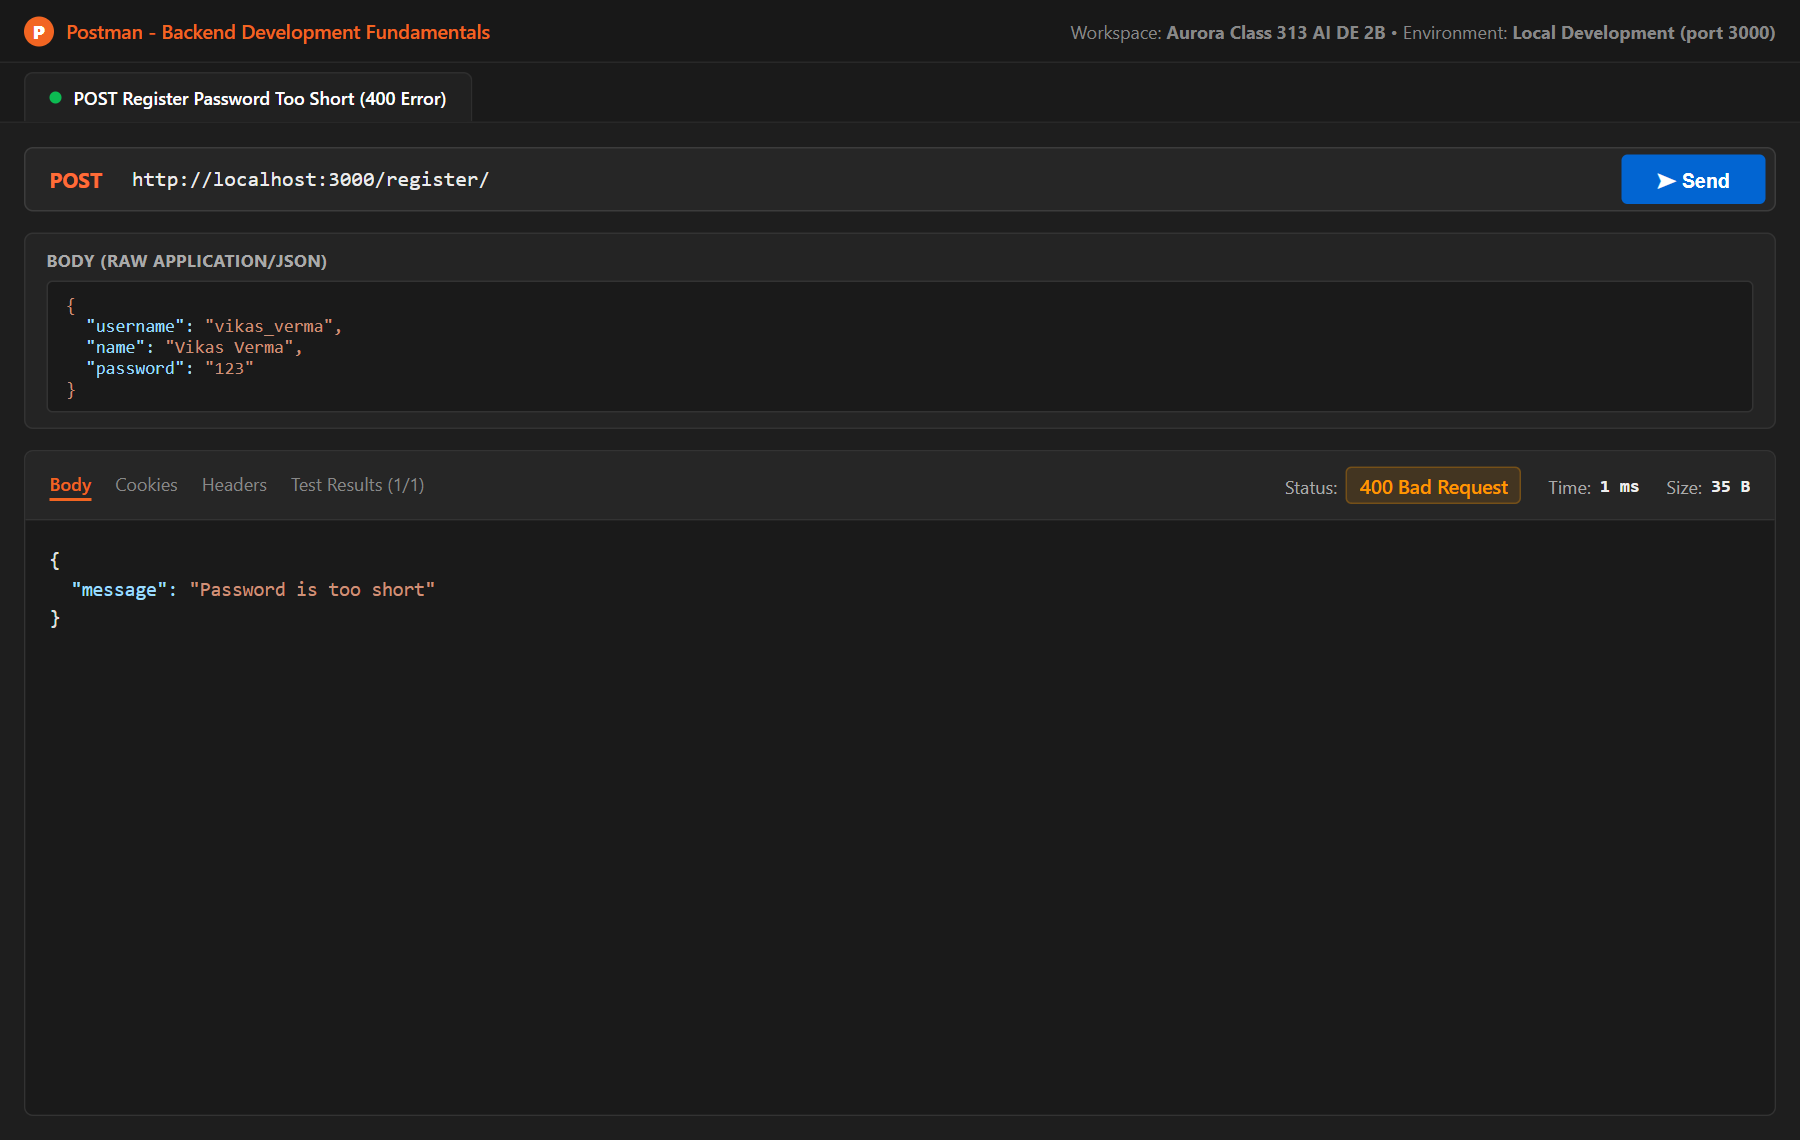 P Postman - Backend Development Fundamentals
Workspace: Aurora Class 313 AI DE 2B • Environment: Local Development (port 3000)
POST Register Password Too Short (400 Error)
POST http://localhost:3000/register/
➤ Send
BODY (RAW APPLICATION/JSON)
{
"username": "vikas_verma",
"name": "Vikas Verma",
"password": "123"
}
Body Cookies Headers Test Results (1/1)
Status: 400 Bad Request Time: 1 ms Size: 35 B
{
"message": "Password is too short"
}